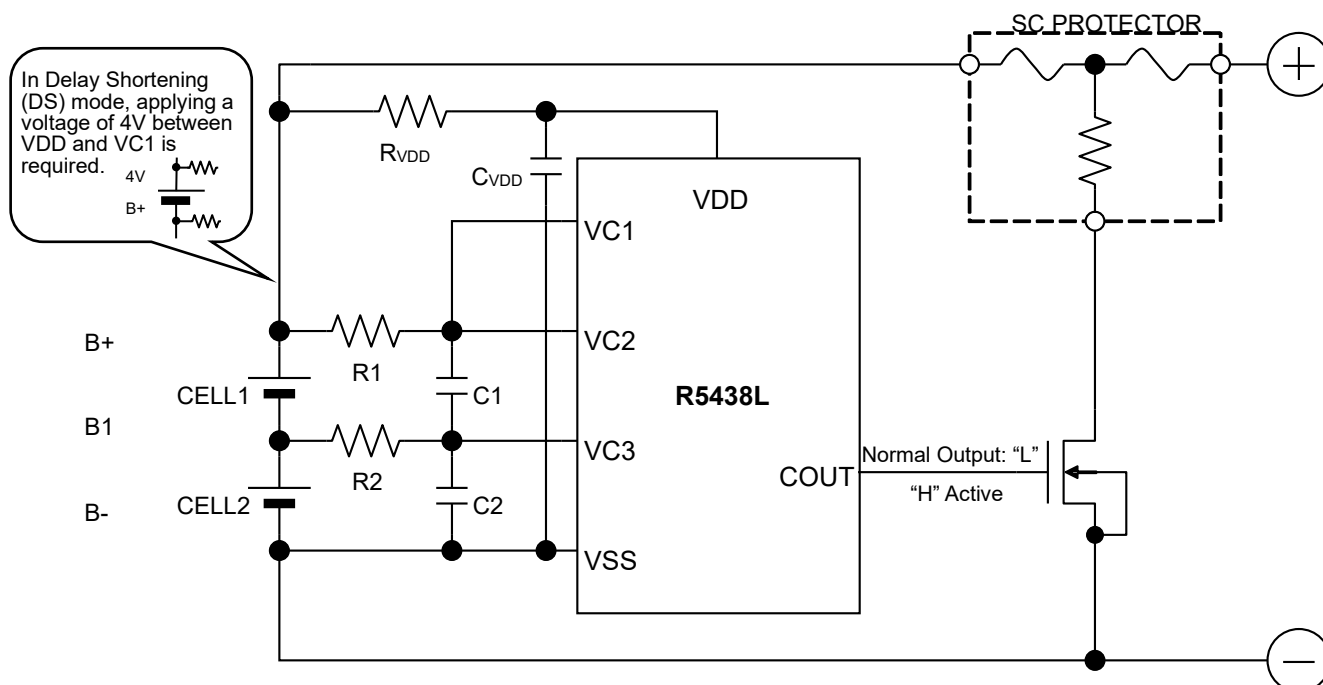 SC PROTECTOR
In Delay Shortening
(DS) mode, applying a
voltage of 4V between
VDD and VC1 is
required.
4V
B+
RVDD
CVDD
VDD
VC1
B+
R1
VC2
CELL1
C1
R5438L
B1
R2
VC3
Normal Output: “L”
COUT
“H” Active
B-
CELL2
C2
VSS
+
−